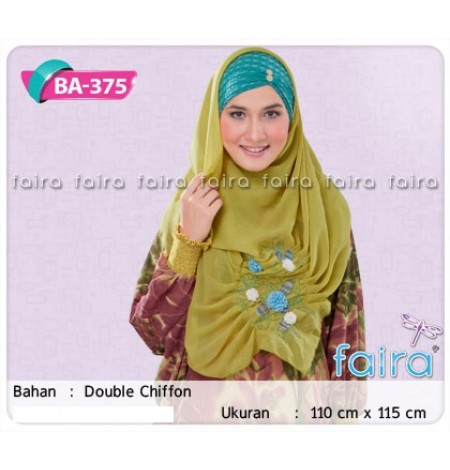 BA-375
faira faira faira faira faira faira faira
faira®
Bahan : Double Chiffon
Ukuran : 110 cm x 115 cm